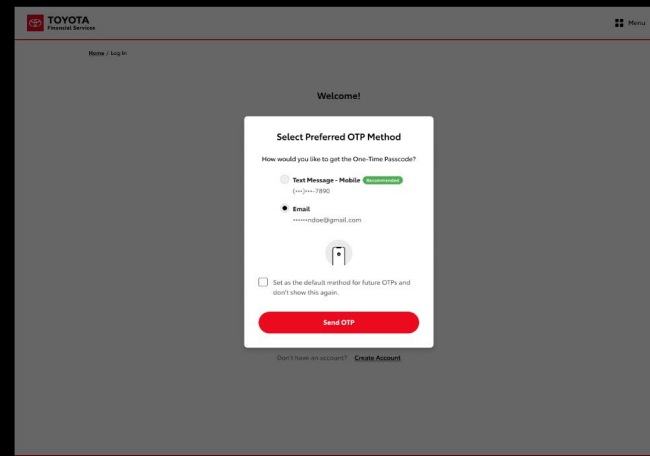 TOYOTA
Financial Services
Menu
Home / Log In
Welcome!
Select Preferred OTP Method
How would you like to get the One-Time Passcode?
Text Message - Mobile Recommended
(•••)•••-7890
Email
••••••ndoe@gmail.com
Set as the default method for future OTPs and
don't show this again.
Send OTP
Don't have an account? Create Account